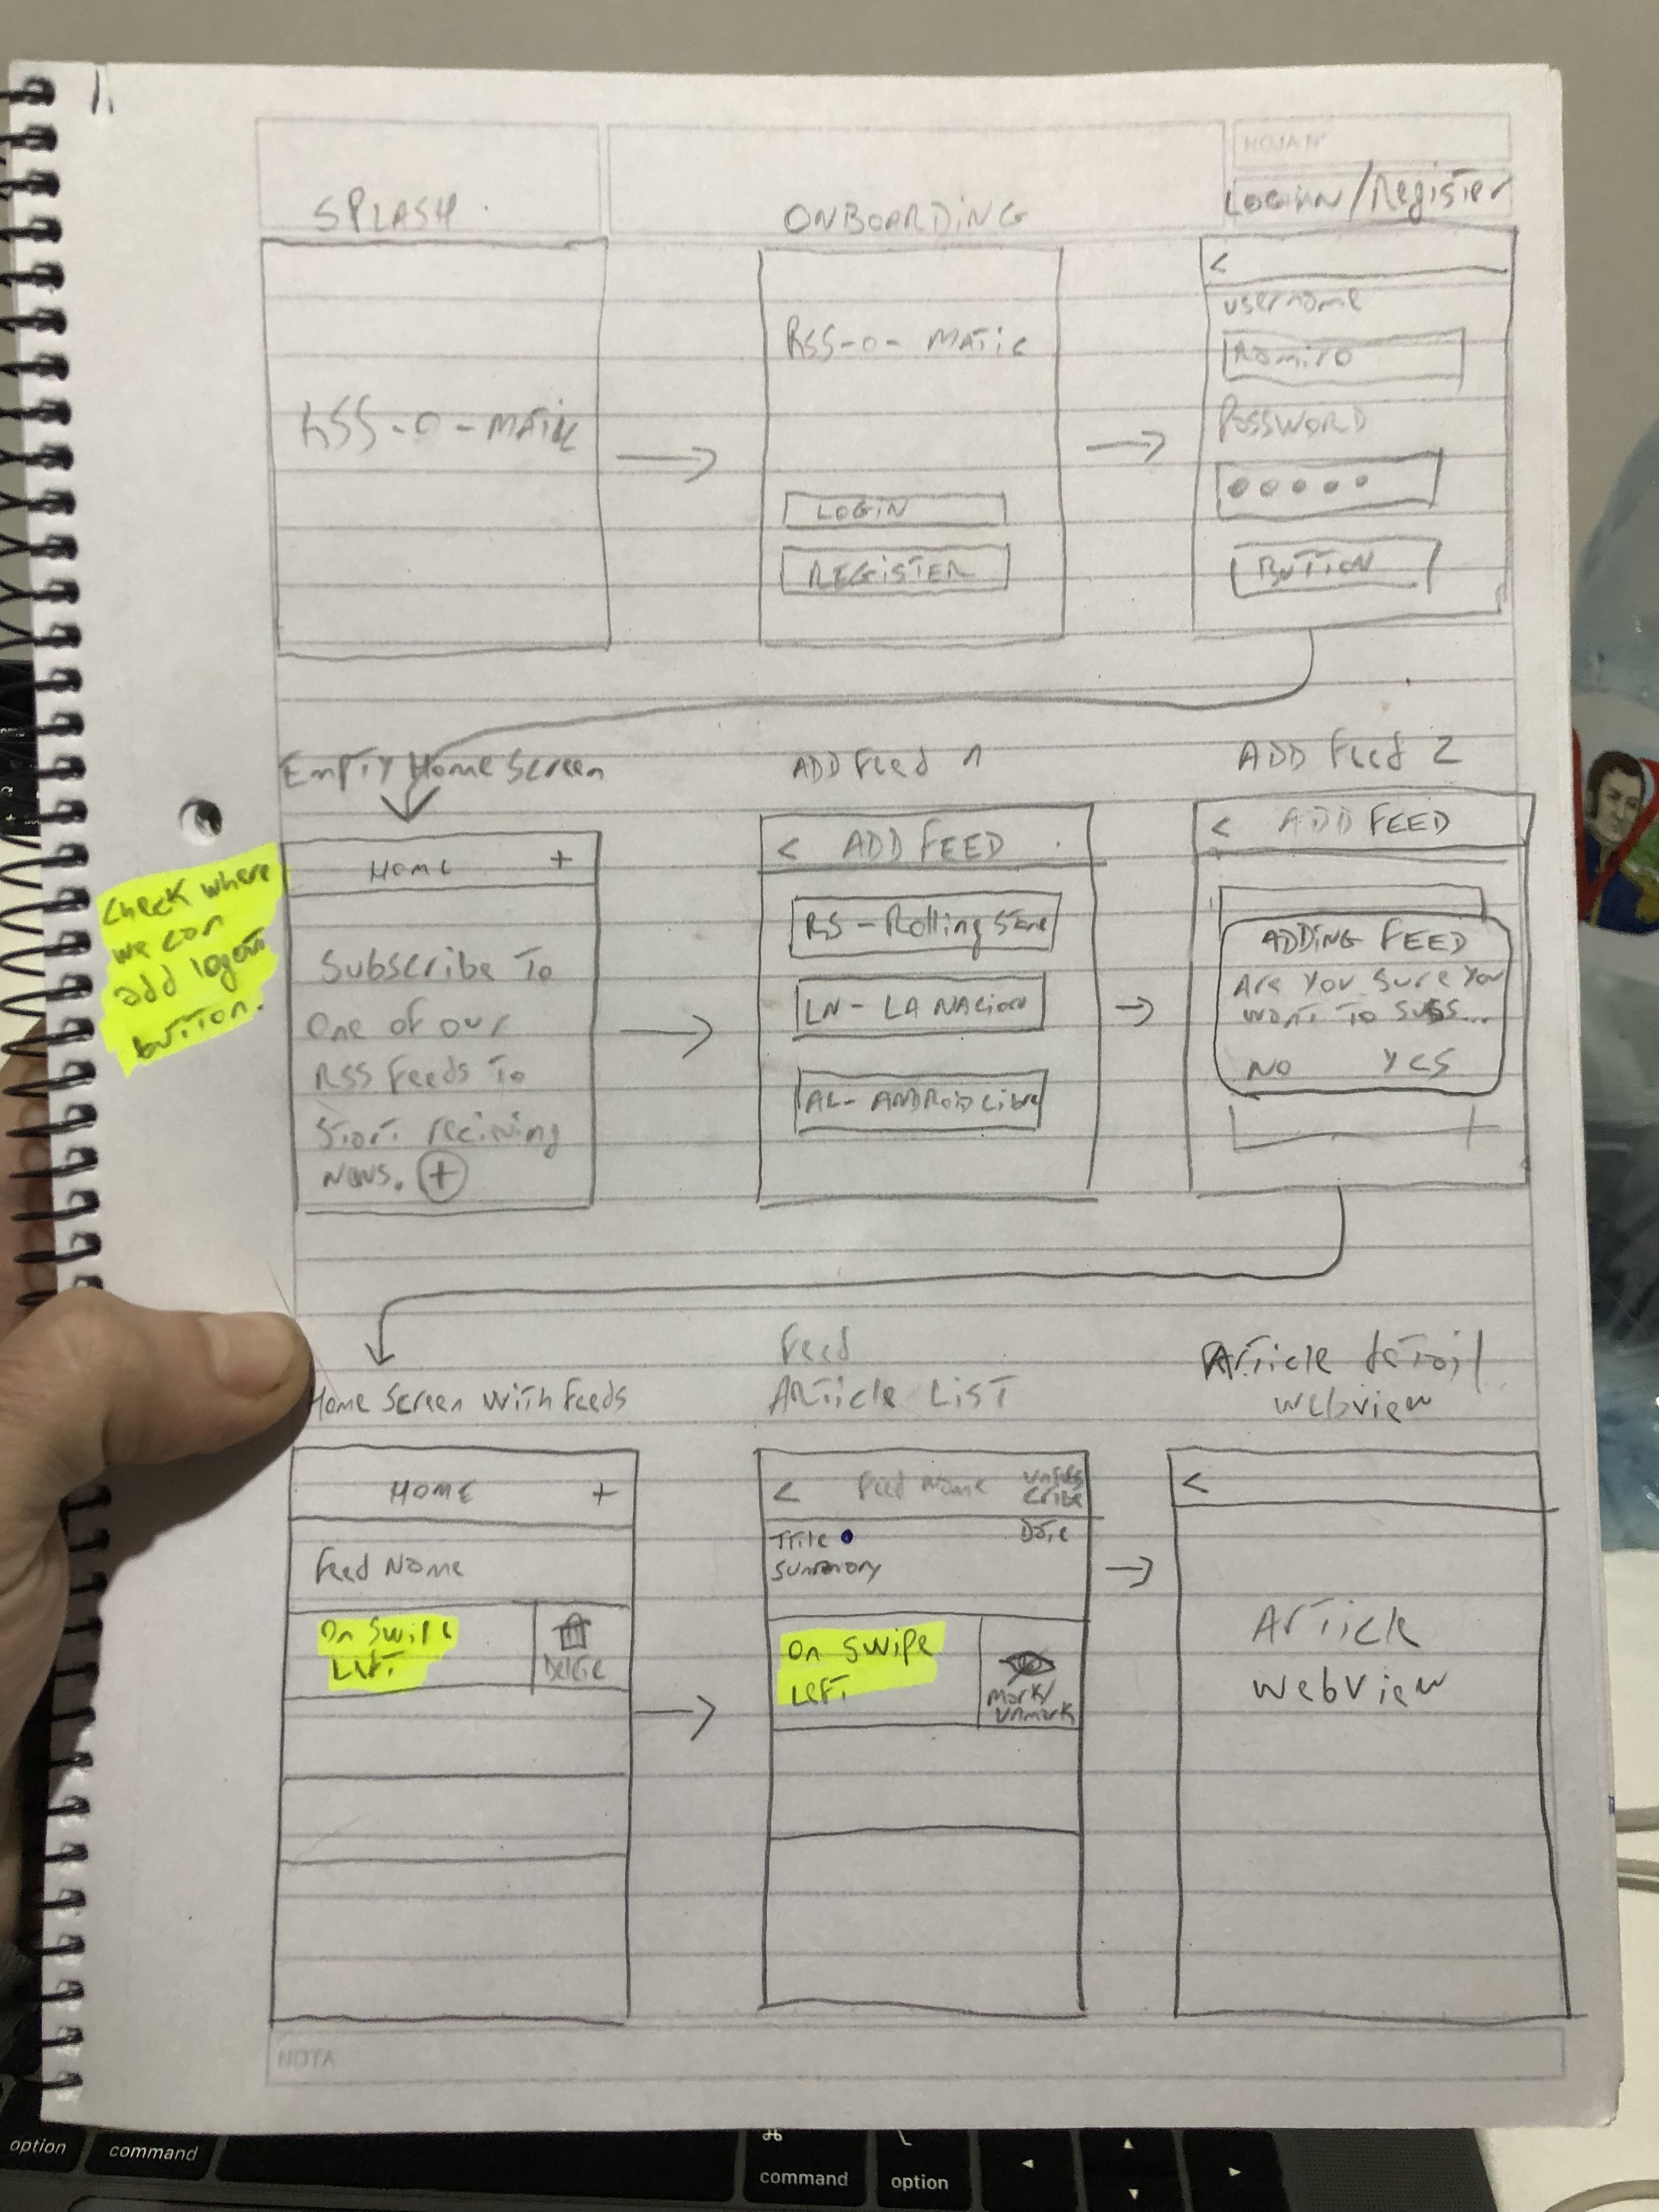 1.
HOJA Nº
SPLASH.
ONBOARDING
Login/Register
RSS-O-MATIC
RSS-O-MATIC
LOGIN
REGISTER
<
username
Ramiro
PASSWORD
BUTTON
Empty Home Screen
ADD Feed 1
ADD Feed 2
Check where
we can
add logout
button.
HOME +
Subscribe To
One of our
RSS Feeds To
Start reciving
News. +
< ADD FEED
RS - Rolling Stone
LN - LA NACION
AL - ANDROID Libre
< ADD FEED
ADDING FEED
Are you sure you
want to subs...
NO YES
Home Screen With Feeds
Feed
Article List
Article detail
webview
HOME +
Feed Name
On Swipe
Left.
Delete
< Feed Name
unsubs
cribe
Title Date
Summary
On Swipe
Left.
Mark/
Unmark
<
Article
Webview
NOTA
option
command
⌘
command
option